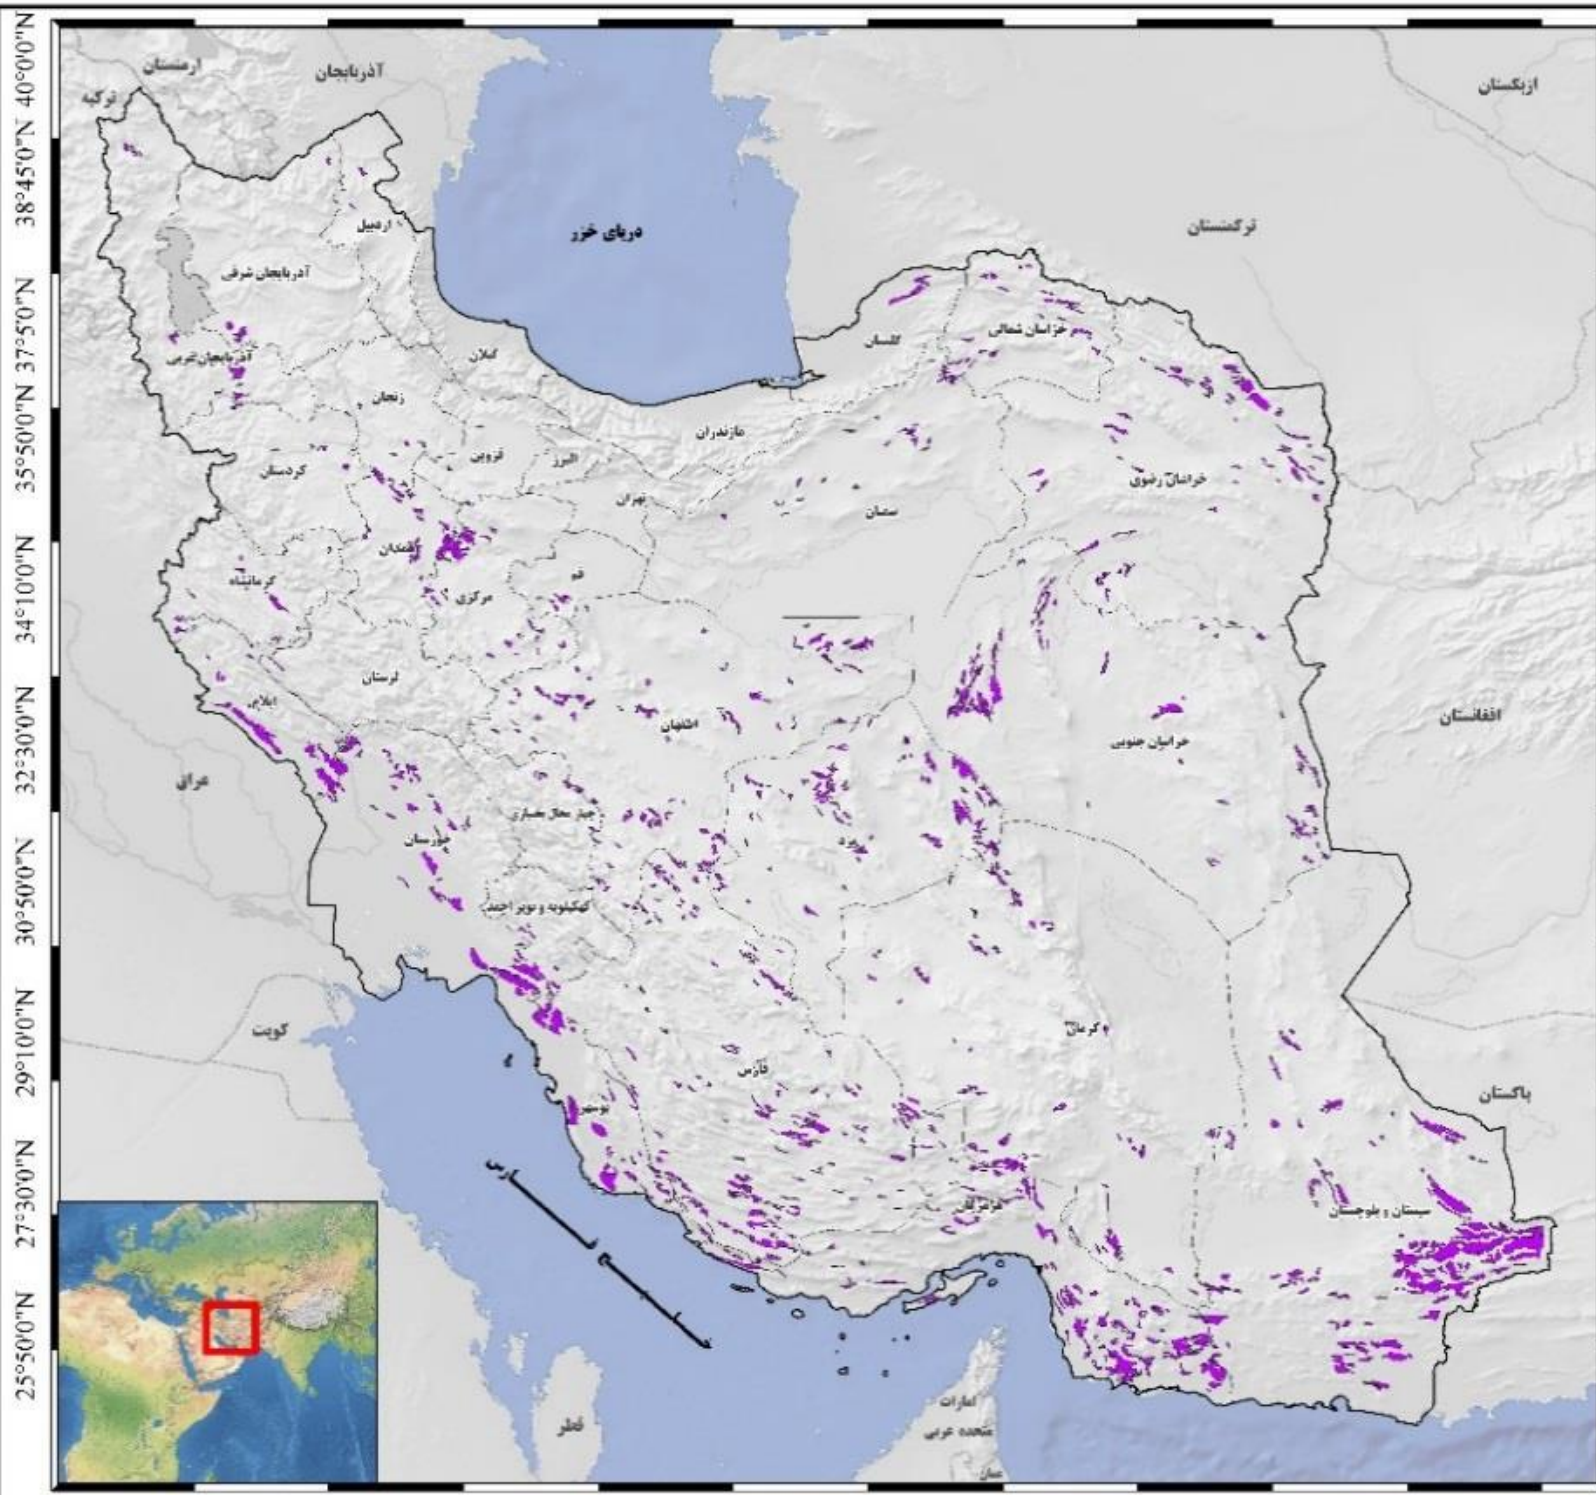 40°0'0"N
38°45'0"N
37°5'0"N
35°50'0"N
34°10'0"N
32°30'0"N
30°50'0"N
29°10'0"N
27°30'0"N
25°50'0"N
ارمنستان
آذربایجان
ترکیه
ازبکستان
دریای خزر
ترکمنستان
اردبیل
آذربایجان شرقی
آذربایجان غربی
گیلان
گلستان
خراسان شمالی
زنجان
مازندران
قزوین
البرز
کردستان
تهران
سمنان
خراسان رضوی
همدان
کرمانشاه
قم
مرکزی
لرستان
ایلام
اصفهان
خراسان جنوبی
افغانستان
عراق
چهار محال بختیاری
خوزستان
یزد
کهکیلویه و بویر احمد
کویت
کرمان
فارس
پاکستان
بوشهر
خلیج فارس
هرمزگان
سیستان و بلوچستان
قطر
امارات
متحده عربی
عمان